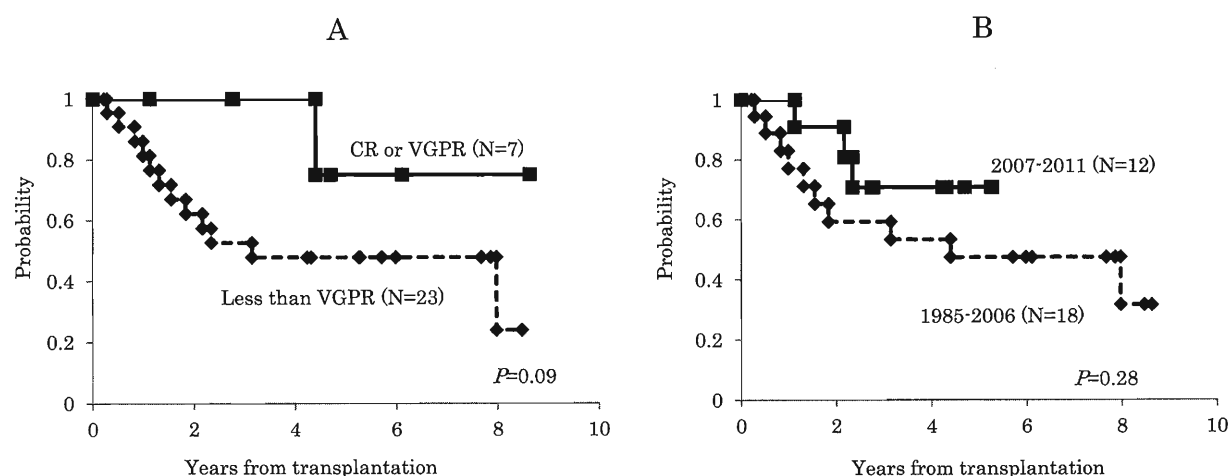 A
Probability
1
0.8
0.6
0.4
0.2
0
CR or VGPR (N=7)
Less than VGPR (N=23)
P=0.09
0 2 4 6 8 10
Years from transplantation
B
Probability
1
0.8
0.6
0.4
0.2
0
2007-2011 (N=12)
1985-2006 (N=18)
P=0.28
0 2 4 6 8 10
Years from transplantation